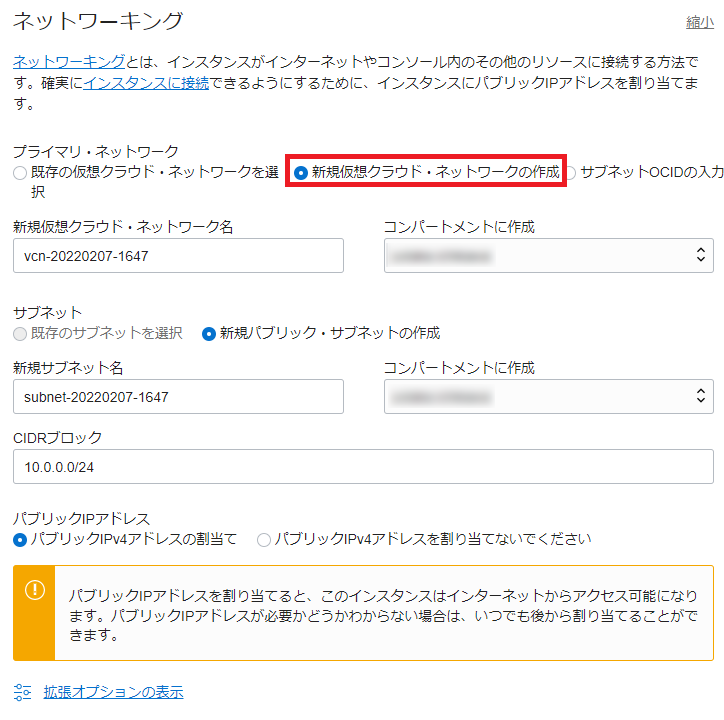 ネットワーキング
縮小
ネットワーキングとは、インスタンスがインターネットやコンソール内のその他のリソースに接続する方法で
す。確実にインスタンスに接続できるようにするために、インスタンスにパブリックIPアドレスを割り当てま
す。
プライマリ・ネットワーク
既存の仮想クラウド・ネットワークを選
択
新規仮想クラウド・ネットワークの作成
サブネットOCIDの入力
新規仮想クラウド・ネットワーク名
コンパートメントに作成
vcn-20220207-1647
サブネット
既存のサブネットを選択
新規パブリック・サブネットの作成
新規サブネット名
コンパートメントに作成
subnet-20220207-1647
CIDRブロック
10.0.0.0/24
パブリックIPアドレス
パブリックIPv4アドレスの割当て
パブリックIPv4アドレスを割り当てないでください
パブリックIPアドレスを割り当てると、このインスタンスはインターネットからアクセス可能になり
ます。パブリックIPアドレスが必要かどうかわからない場合は、いつでも後から割り当てることがで
きます。
拡張オプションの表示